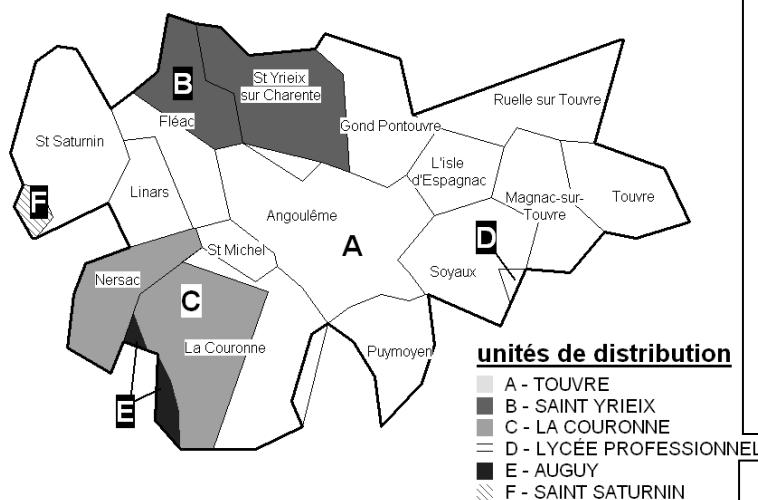 B
St Yrieix
sur Charente
Ruelle sur Touvre
Fléac
Gond Pontouvre
St Saturnin
L'isle
d'Espagnac
Linars
Magnac-sur-
Touvre
Touvre
F
Angoulême
A
D
St Michel
Soyaux
Nersac
C
La Couronne
Puymoyen
E
unités de distribution
A - TOUVRE
B - SAINT YRIEIX
C - LA COURONNE
D - LYCÉE PROFESSIONNEL
E - AUGUY
F - SAINT SATURNIN